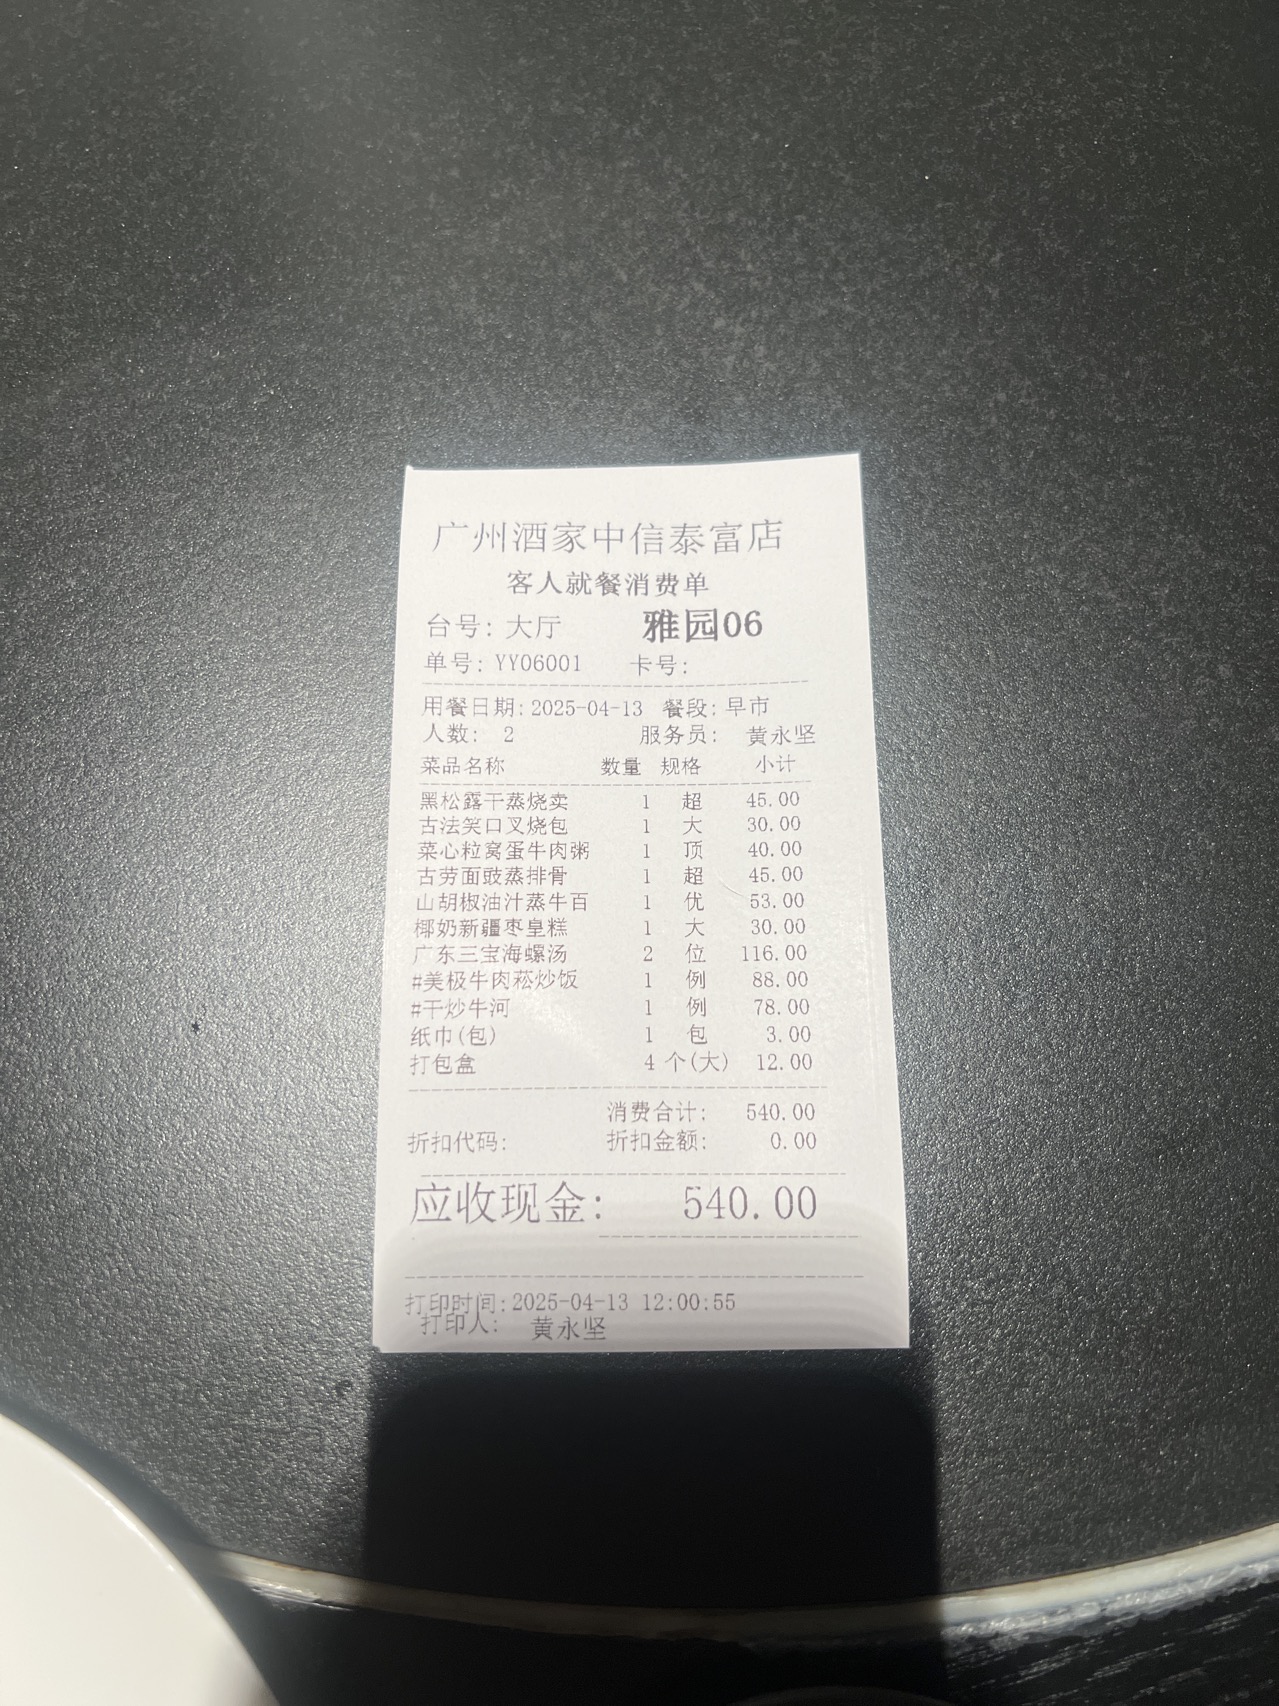 广州酒家中信泰富店
客人就餐消费单
台号: 大厅 雅园06
单号: YY06001 卡号:
用餐日期: 2025-04-13 餐段: 早市
人数: 2 服务员: 黄永坚
菜品名称 数量 规格 小计
黑松露干蒸烧卖 1 超 45.00
古法笑口叉烧包 1 大 30.00
菜心粒窝蛋牛肉粥 1 顶 40.00
古劳面豉蒸排骨 1 超 45.00
山胡椒油汁蒸牛百 1 优 53.00
椰奶新疆枣皇糕 1 大 30.00
广东三宝海螺汤 2 位 116.00
#美极牛肉菘炒饭 1 例 88.00
#干炒牛河 1 例 78.00
纸巾(包) 1 包 3.00
打包盒 4 个(大) 12.00
消费合计: 540.00
折扣代码: 折扣金额: 0.00
应收现金: 540.00
打印时间: 2025-04-13 12:00:55
打印人: 黄永坚